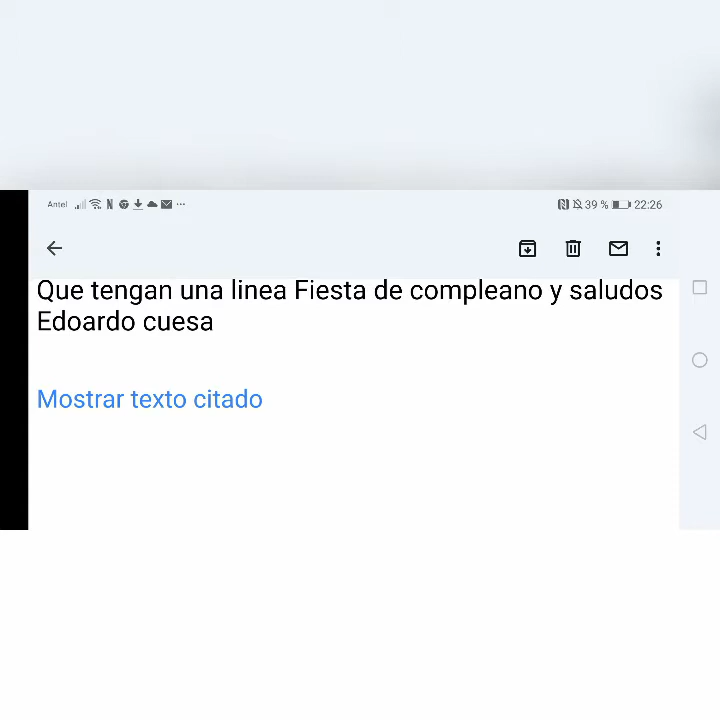 Antel 39 % 22:26
Que tengan una linea Fiesta de compleano y saludos
Edoardo cuesa
Mostrar texto citado